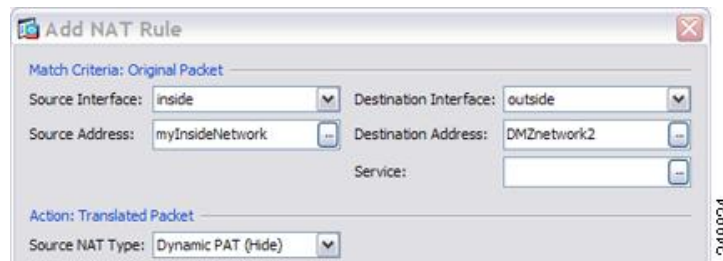 Add NAT Rule
Match Criteria: Original Packet
Source Interface: inside Destination Interface: outside
Source Address: myInsideNetwork ... Destination Address: DMZnetwork2 ...
Service: ...
Action: Translated Packet
Source NAT Type: Dynamic PAT (Hide)